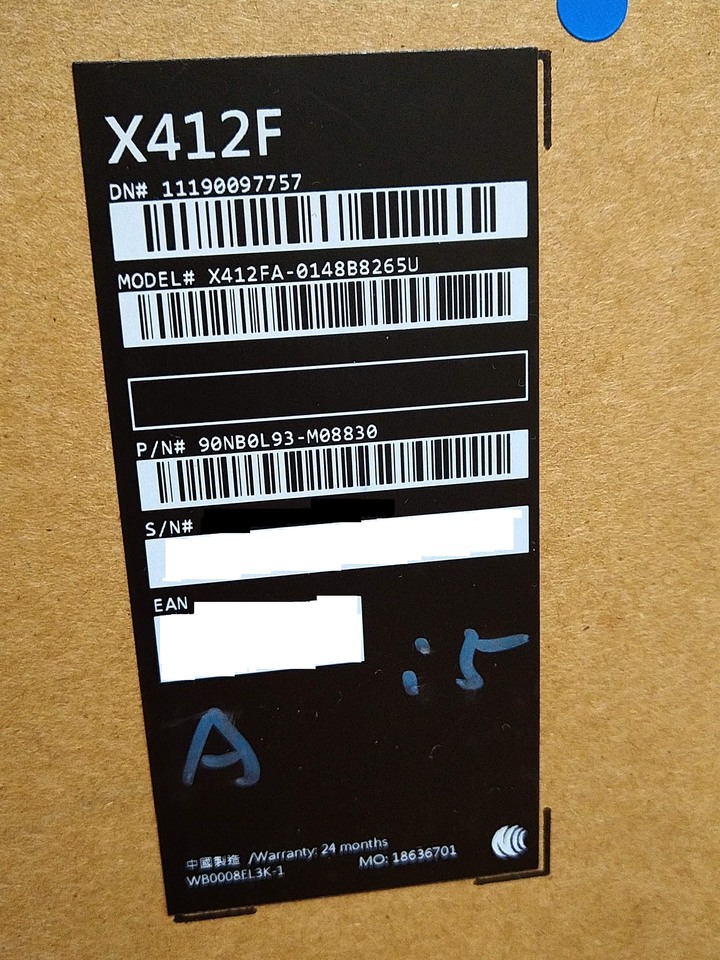 X412F
DN# 11190097757
MODEL# X412FA-0148B8265U
P/N# 90NB0L93-M08830
S/N#
EAN
i5
A
中國製造 /Warranty: 24 months
WB0008EL3K-1 MO: 18636701